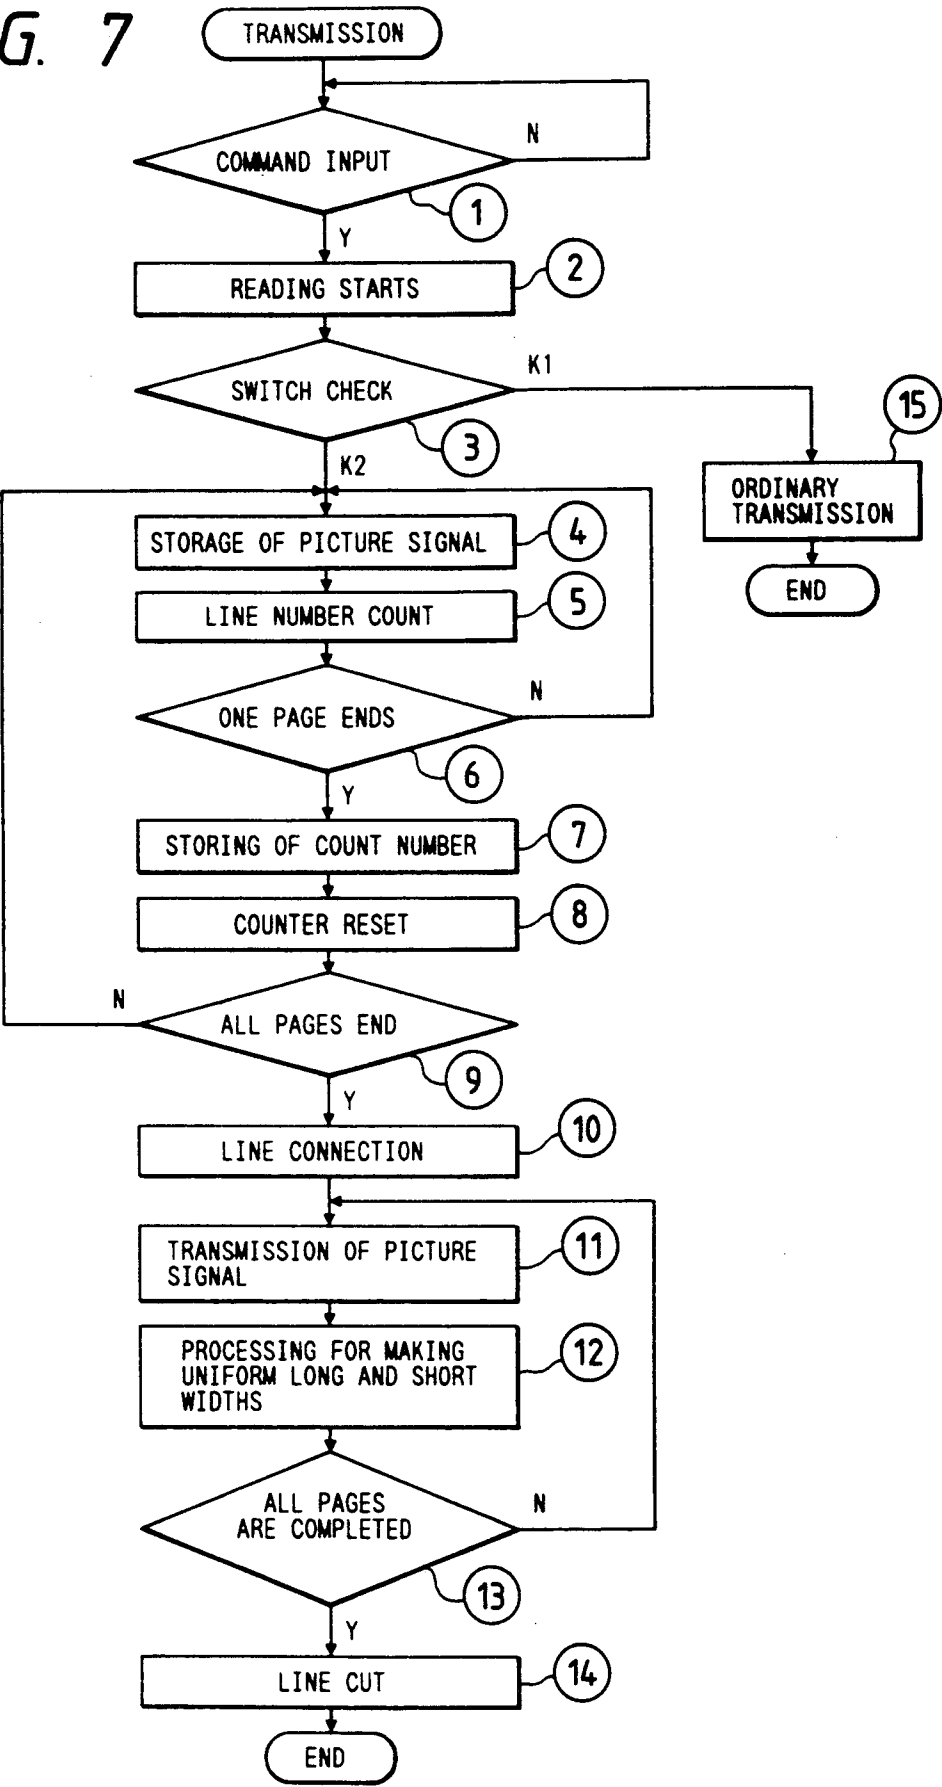 G. 7
TRANSMISSION
N
COMMAND INPUT
1
Y
2
READING STARTS
K1
SWITCH CHECK
3
15
K2
ORDINARY
TRANSMISSION
4
STORAGE OF PICTURE SIGNAL
END
5
LINE NUMBER COUNT
N
ONE PAGE ENDS
6
Y
7
STORING OF COUNT NUMBER
8
COUNTER RESET
N
ALL PAGES END
9
Y
10
LINE CONNECTION
11
TRANSMISSION OF PICTURE
SIGNAL
12
PROCESSING FOR MAKING
UNIFORM LONG AND SHORT
WIDTHS
N
ALL PAGES
ARE COMPLETED
13
Y
14
LINE CUT
END